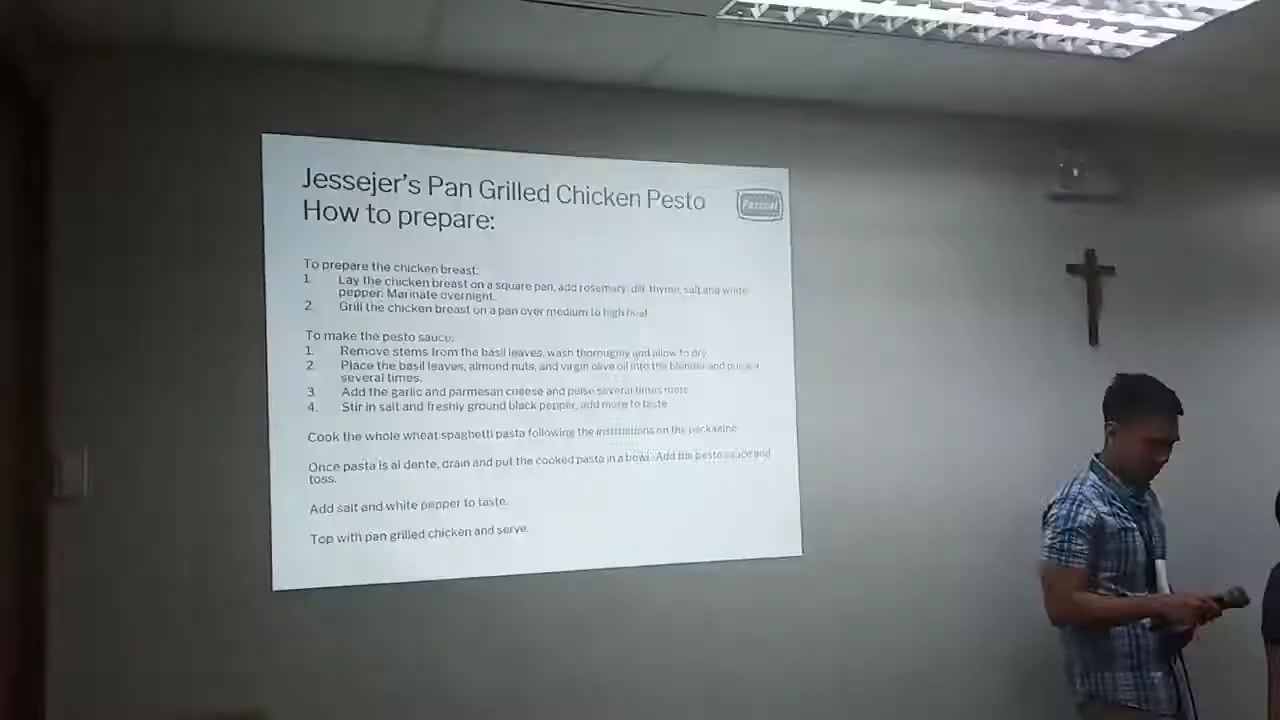 Jessejer's Pan Grilled Chicken Pesto
How to prepare:
Pascual
To prepare the chicken breast:
1. Lay the chicken breast on a square pan, add rosemary, dill, thyme, salt and white
pepper. Marinate overnight.
2. Grill the chicken breast on a pan over medium to high heat
To make the pesto sauce:
1. Remove stems from the basil leaves, wash thoroughly and allow to dry
2. Place the basil leaves, almond nuts, and virgin olive oil into the blender and pulse it
several times.
3. Add the garlic and parmesan cheese and pulse several times more
4. Stir in salt and freshly ground black pepper, add more to taste
Cook the whole wheat spaghetti pasta following the instructions on the packaging
Once pasta is al dente, drain and put the cooked pasta in a bowl. Add the pesto sauce and
toss.
Add salt and white pepper to taste.
Top with pan grilled chicken and serve.